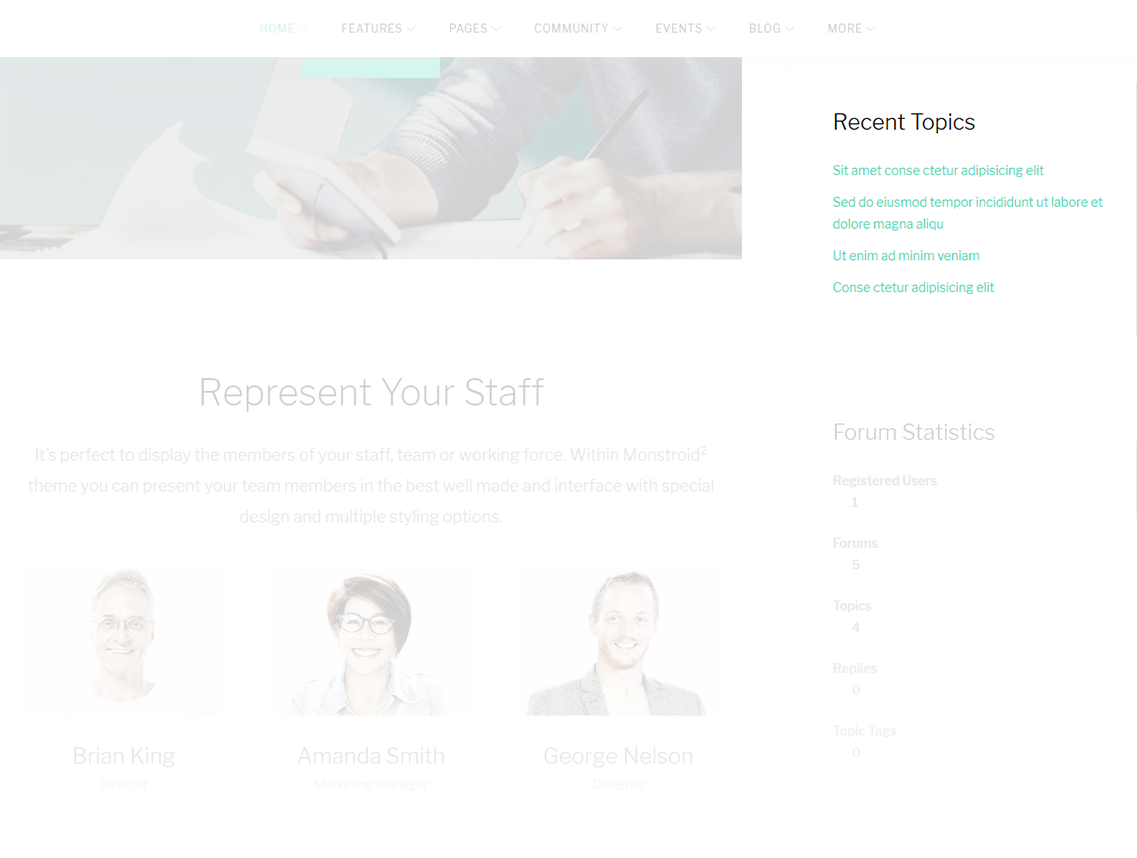 HOME
FEATURES
PAGES
COMMUNITY
EVENTS
BLOG
MORE
Recent Topics
Sit amet conse ctetur adipisicing elit
Sed do eiusmod tempor incididunt ut labore et
dolore magna aliqu
Ut enim ad minim veniam
Conse ctetur adipisicing elit
Represent Your Staff
It's perfect to display the members of your staff, team or working force. Within Monstroid²
theme you can present your team members in the best well made and interface with special
design and multiple styling options.
Brian King
Director
Amanda Smith
Marketing manager
George Nelson
Designer
Forum Statistics
Registered Users
1
Forums
5
Topics
4
Replies
0
Topic Tags
0